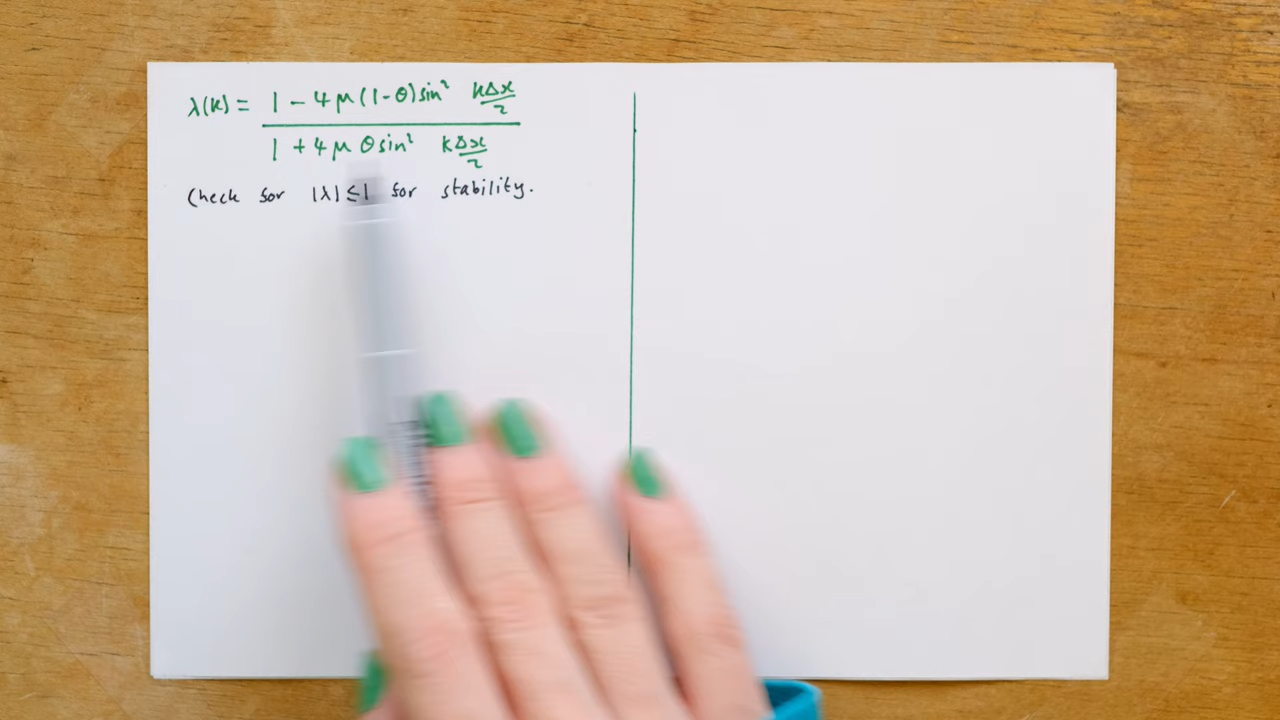 λ(k) = 1 - 4μ(1-θ)sin² kΔx/2
1 + 4μθsin² kΔx/2
Check for |λ|≤1 for stability.